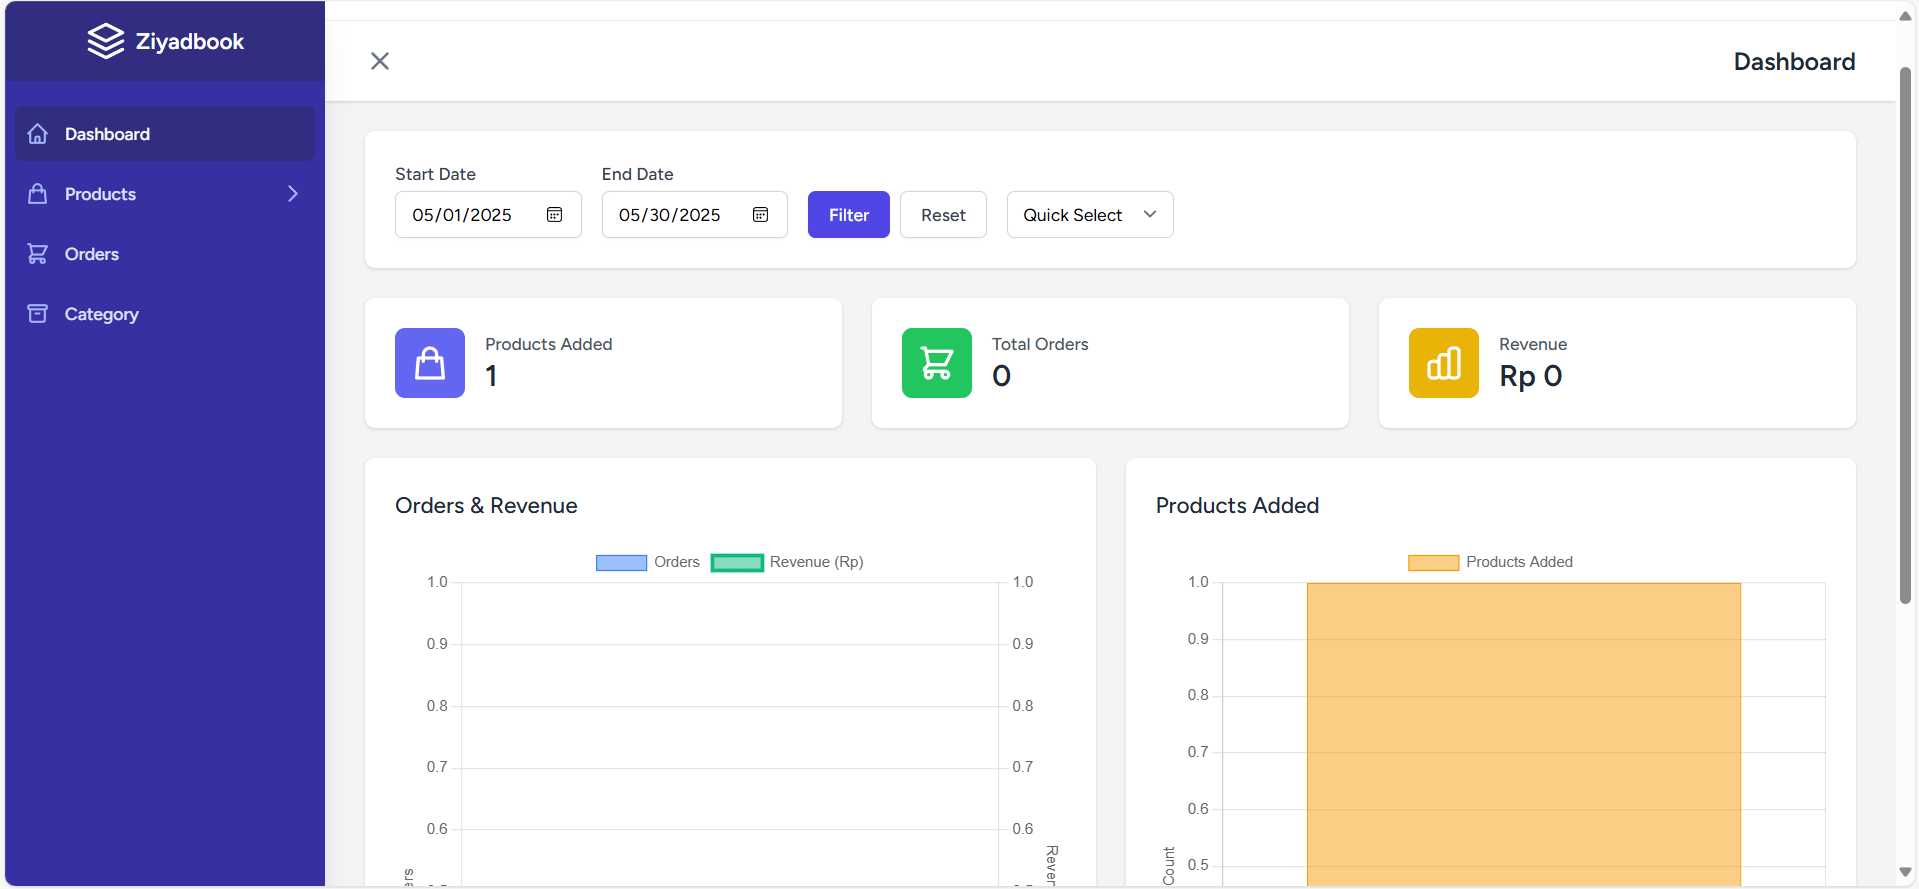 Ziyadbook
Dashboard
Dashboard
Products
Orders
Category
Start Date
End Date
05/01/2025
05/30/2025
Filter
Reset
Quick Select
Products Added
1
Total Orders
0
Revenue
Rp 0
Orders & Revenue
Orders
Revenue (Rp)
1.0
0.9
0.8
0.7
0.6
1.0
0.9
0.8
0.7
0.6
Products Added
Products Added
1.0
0.9
0.8
0.7
0.6
0.5
Count